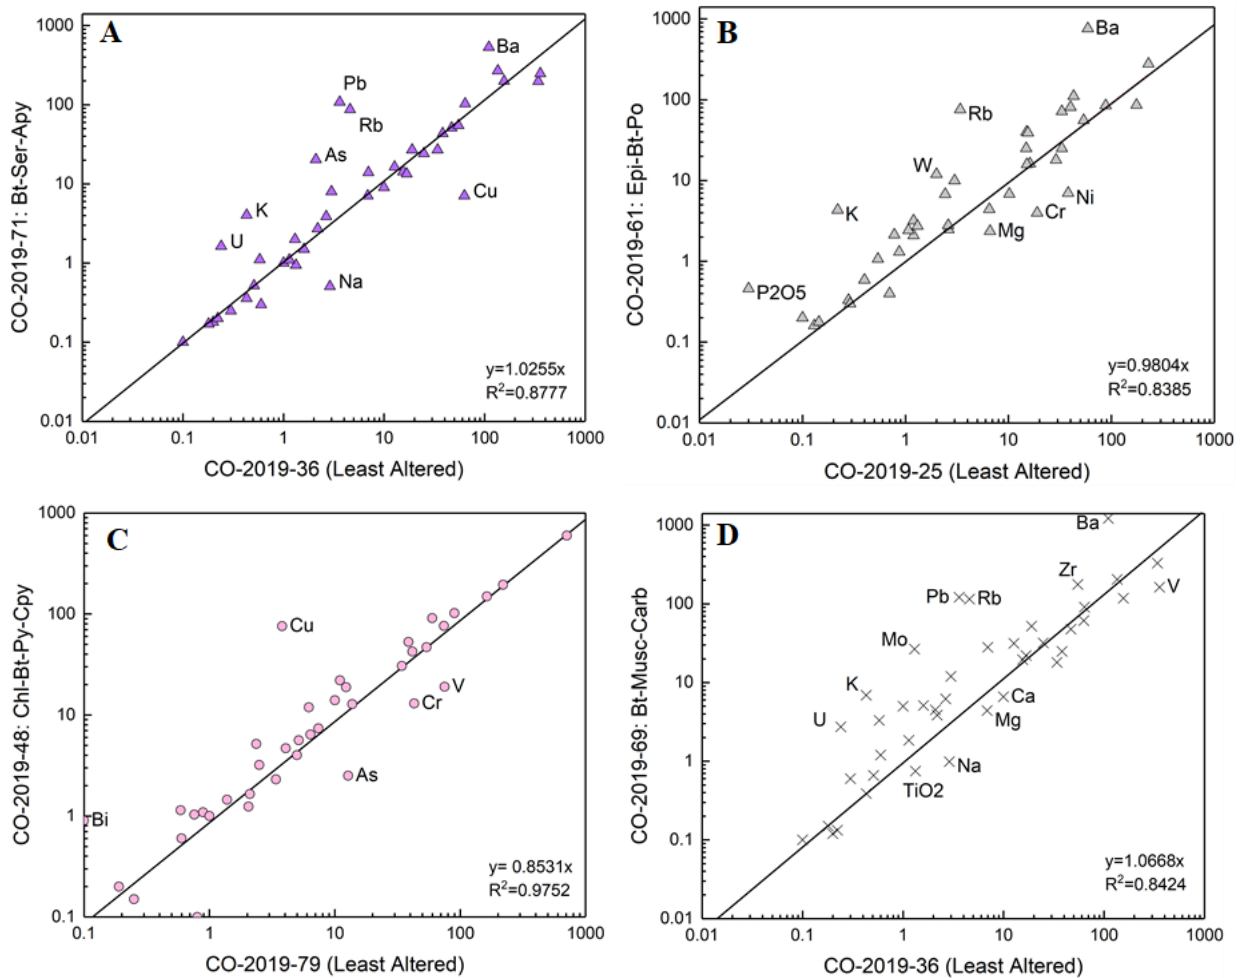 A
1000
100
10
1
0.1
0.01
CO-2019-71: Bt-Ser-Apy
Ba
Pb
Rb
As
Cu
K
U
Na
y=1.0255x
R²=0.8777
0.1 1 10 100 1000
CO-2019-36 (Least Altered)
B
1000
100
10
1
0.1
0.01
CO-2019-61: Epi-Bt-Po
Ba
Rb
W
K
Ni
Cr
Mg
P2O5
y=0.9804x
R²=0.8385
0.01 0.1 1 10 100 1000
CO-2019-25 (Least Altered)
C
1000
100
10
1
0.1
CO-2019-48: Chl-Bt-Py-Cpy
Cu
V
Cr
As
Bi
y= 0.8531x
R²=0.9752
0.1 1 10 100 1000
CO-2019-79 (Least Altered)
D
1000
100
10
1
0.1
0.01
CO-2019-69: Bt-Musc-Carb
Ba
Zr
V
Pb
Rb
Mo
K
Ca
U
Mg
Na
TiO2
y=1.0668x
R²=0.8424
0.01 0.1 1 10 100 1000
CO-2019-36 (Least Altered)